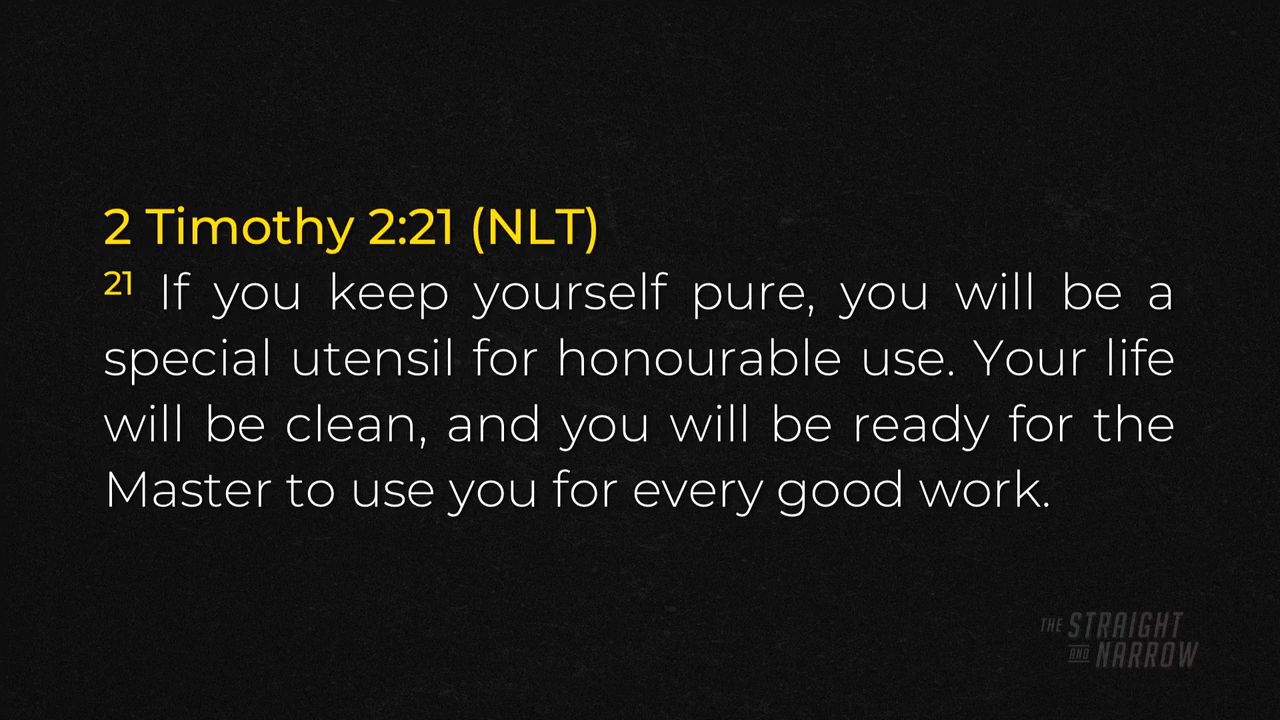 2 Timothy 2:21 (NLT)
21 If you keep yourself pure, you will be a
special utensil for honourable use. Your life
will be clean, and you will be ready for the
Master to use you for every good work.
THE STRAIGHT
AND NARROW